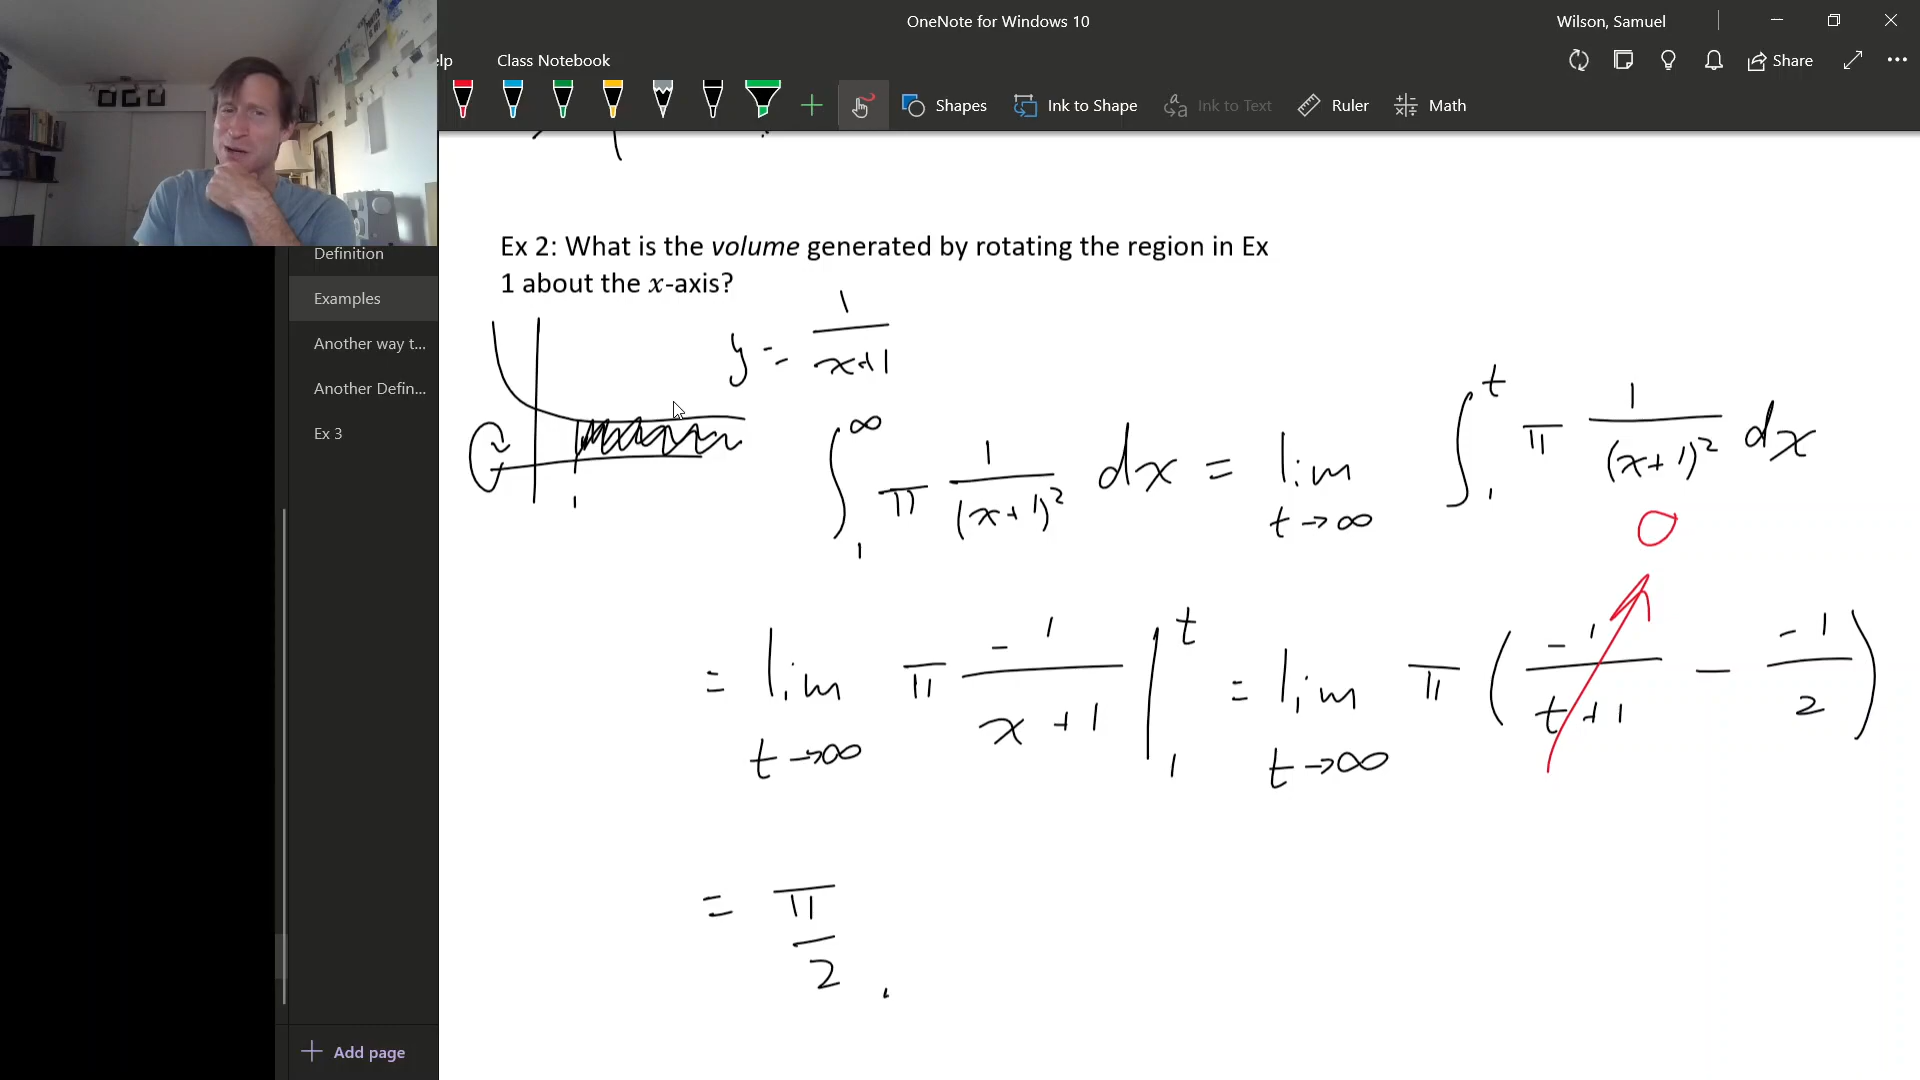 OneNote for Windows 10
Wilson, Samuel
elp
Class Notebook
Share
Shapes
Ink to Shape
Ink to Text
Ruler
Math
Definition
Examples
Another way t...
Another Defin...
Ex 3
Add page
Ex 2: What is the volume generated by rotating the region in Ex
1 about the x-axis?
y = 1/(x+1)
1
∫₁^∞ π 1/(x+1)² dx = lim t→∞ ∫₁^t π 1/(x+1)² dx
0
= lim t→∞ π -1/(x+1) |₁^t = lim t→∞ π (-1/(t+1) - -1/2)
= π/2.